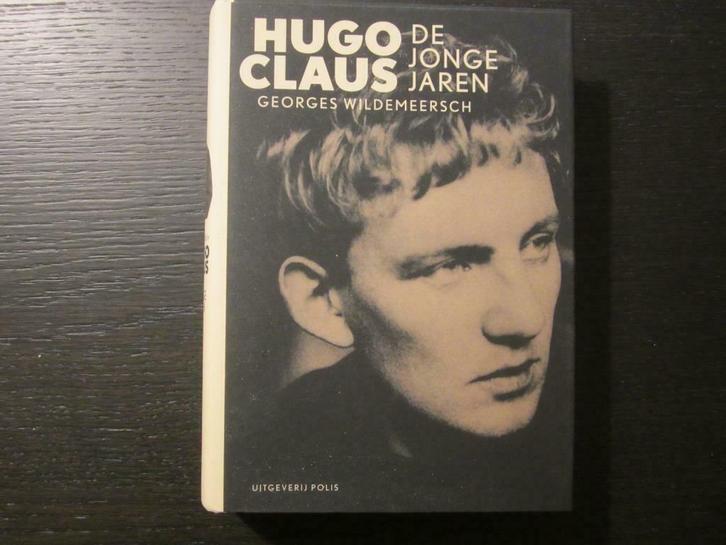 HUGO
CLAUS
DE
JONGE
JAREN
GEORGES WILDEMEERSCH
UITGEVERIJ POLIS